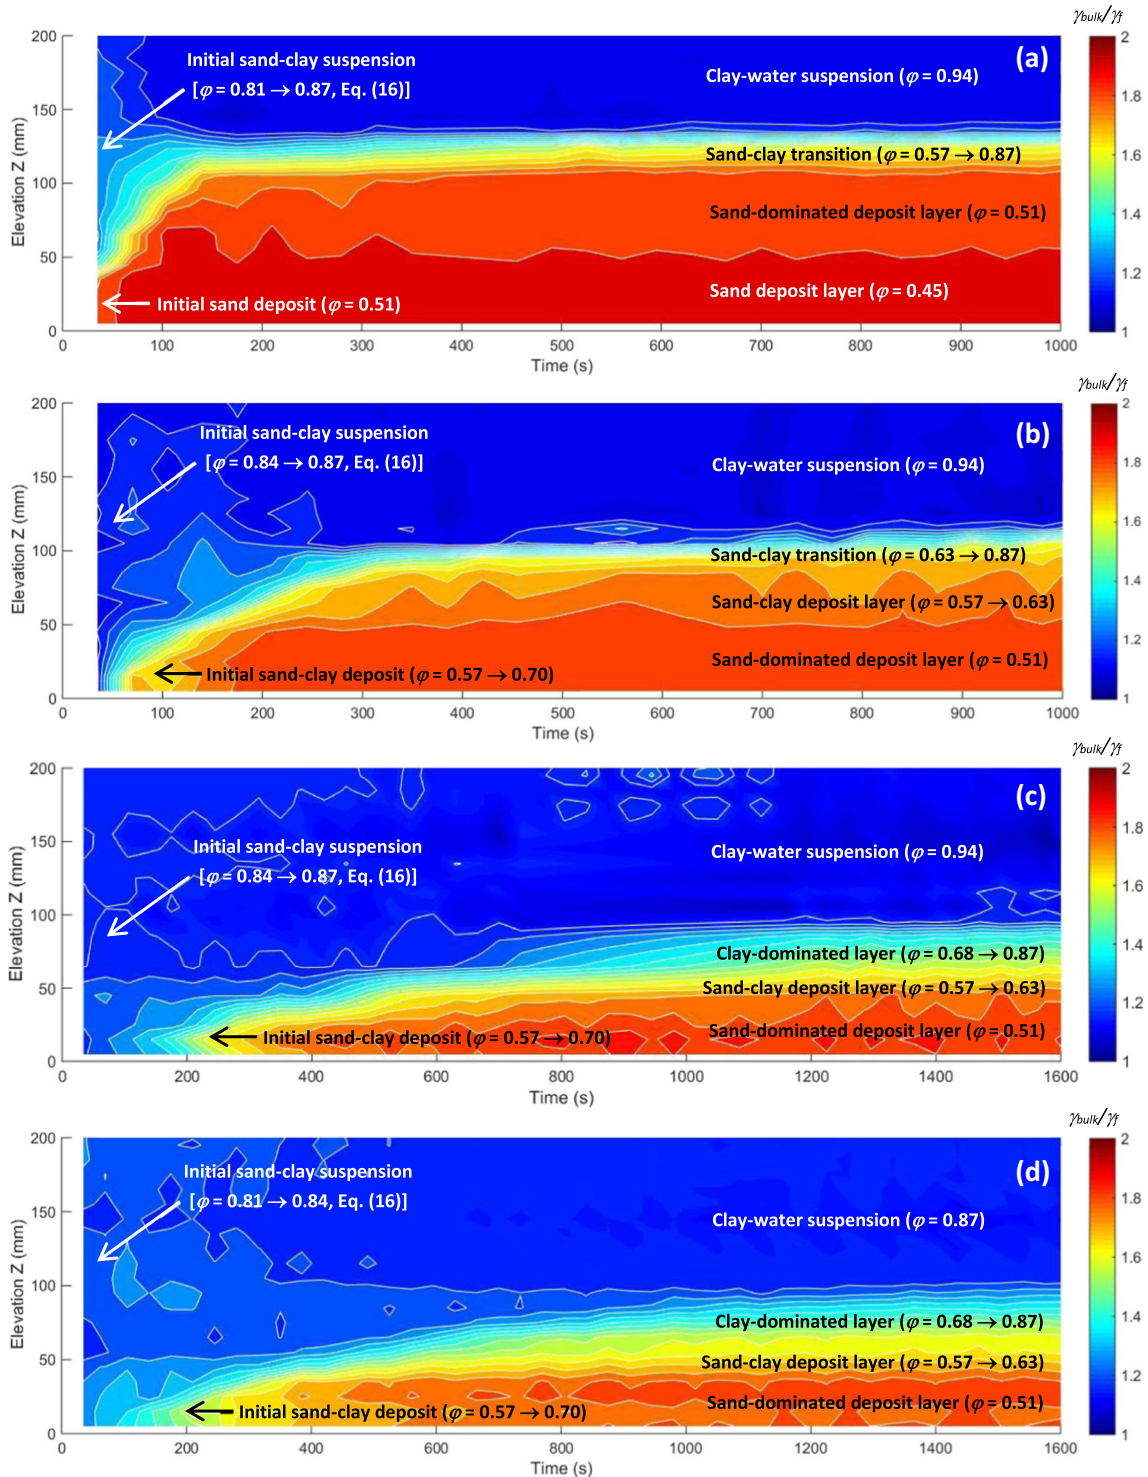 γbulk/γf
(a)
Initial sand-clay suspension
[φ = 0.81 → 0.87, Eq. (16)]
Clay-water suspension (φ = 0.94)
Sand-clay transition (φ = 0.57 → 0.87)
Sand-dominated deposit layer (φ = 0.51)
Sand deposit layer (φ = 0.45)
Initial sand deposit (φ = 0.51)
Elevation Z (mm)
200
150
100
50
0
0 100 200 300 400 500 600 700 800 900 1000
Time (s)
2
1.8
1.6
1.4
1.2
1
γbulk/γf
(b)
Initial sand-clay suspension
[φ = 0.84 → 0.87, Eq. (16)]
Clay-water suspension (φ = 0.94)
Sand-clay transition (φ = 0.63 → 0.87)
Sand-clay deposit layer (φ = 0.57 → 0.63)
Sand-dominated deposit layer (φ = 0.51)
Initial sand-clay deposit (φ = 0.57 → 0.70)
Elevation Z (mm)
200
150
100
50
0
0 100 200 300 400 500 600 700 800 900 1000
Time (s)
2
1.8
1.6
1.4
1.2
1
γbulk/γf
(c)
Initial sand-clay suspension
[φ = 0.84 → 0.87, Eq. (16)]
Clay-water suspension (φ = 0.94)
Clay-dominated layer (φ = 0.68 → 0.87)
Sand-clay deposit layer (φ = 0.57 → 0.63)
Sand-dominated deposit layer (φ = 0.51)
Initial sand-clay deposit (φ = 0.57 → 0.70)
Elevation Z (mm)
200
150
100
50
0
0 200 400 600 800 1000 1200 1400 1600
Time (s)
2
1.8
1.6
1.4
1.2
1
γbulk/γf
(d)
Initial sand-clay suspension
[φ = 0.81 → 0.84, Eq. (16)]
Clay-water suspension (φ = 0.87)
Clay-dominated layer (φ = 0.68 → 0.87)
Sand-clay deposit layer (φ = 0.57 → 0.63)
Sand-dominated deposit layer (φ = 0.51)
Initial sand-clay deposit (φ = 0.57 → 0.70)
Elevation Z (mm)
200
150
100
50
0
0 200 400 600 800 1000 1200 1400 1600
Time (s)
2
1.8
1.6
1.4
1.2
1